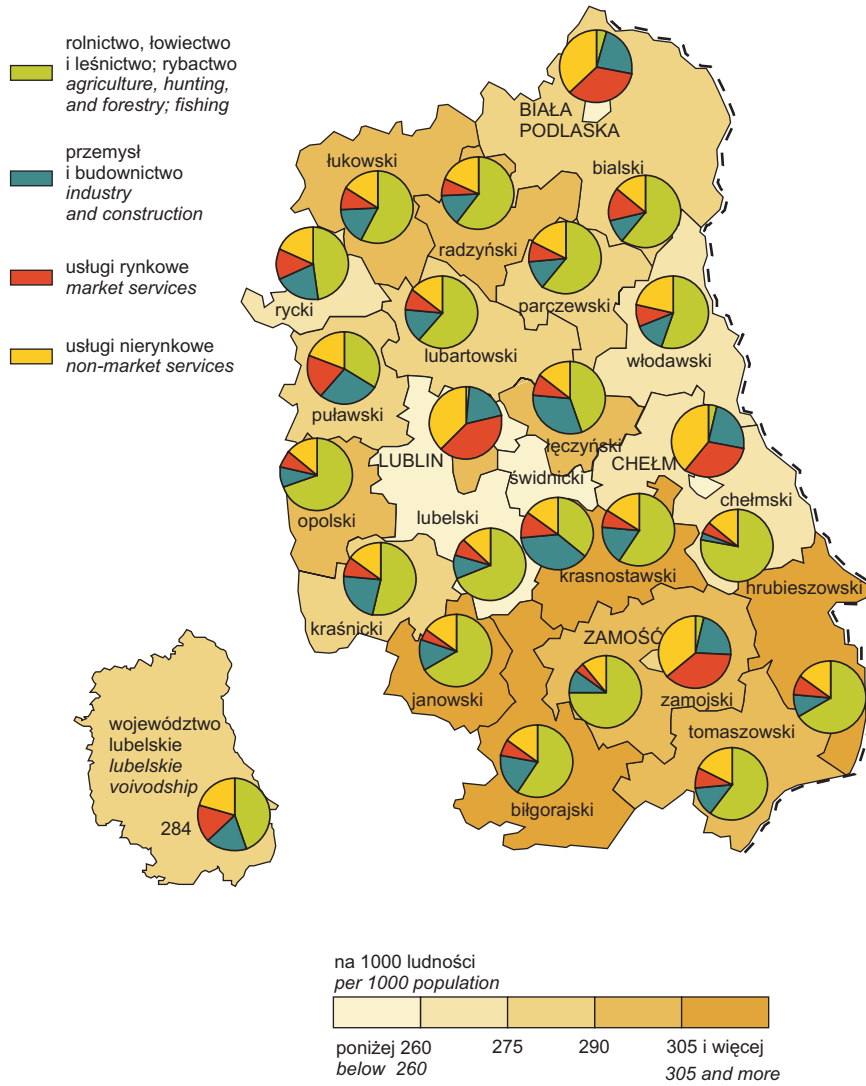 rolnictwo, łowiectwo
i leśnictwo; rybactwo
agriculture, hunting,
and forestry; fishing
przemysł
i budownictwo
industry
and construction
usługi rynkowe
market services
usługi nierynkowe
non-market services
BIAŁA
PODLASKA
łukowski
bialski
radzyński
rycki
parczewski
lubartowski
włodawski
puławski
łęczyński
LUBLIN
CHEŁM
świdnicki
chełmski
opolski
lubelski
krasnostawski
hrubieszowski
kraśnicki
ZAMOŚĆ
janowski
zamojski
tomaszowski
biłgorajski
województwo
lubelskie
lubelskie
voivodship
284
na 1000 ludności
per 1000 population
poniżej 260 275 290 305 i więcej
below 260 305 and more